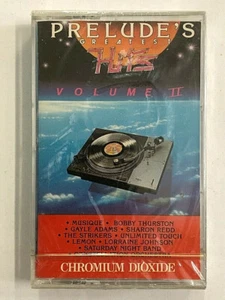 PRELUDE'S
GREATEST
HITS
VOLUME II
• MUSIQUE • BOBBY THURSTON
• GAYLE ADAMS • SHARON REDD
• THE STRIKERS • UNLIMITED TOUCH
• LEMON • LORRAINE JOHNSON
• SATURDAY NIGHT BAND
CHROMIUM DIOXIDE